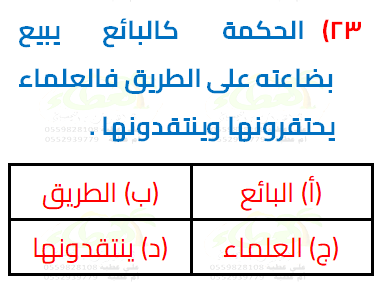 ٢٣) الحكمة كالبائع يبيع
بضاعته على الطريق فالعلماء
يحتقرونها وينتقدونها .
(أ) البائع (ب) الطريق
(ج) العلماء (د) ينتقدونها